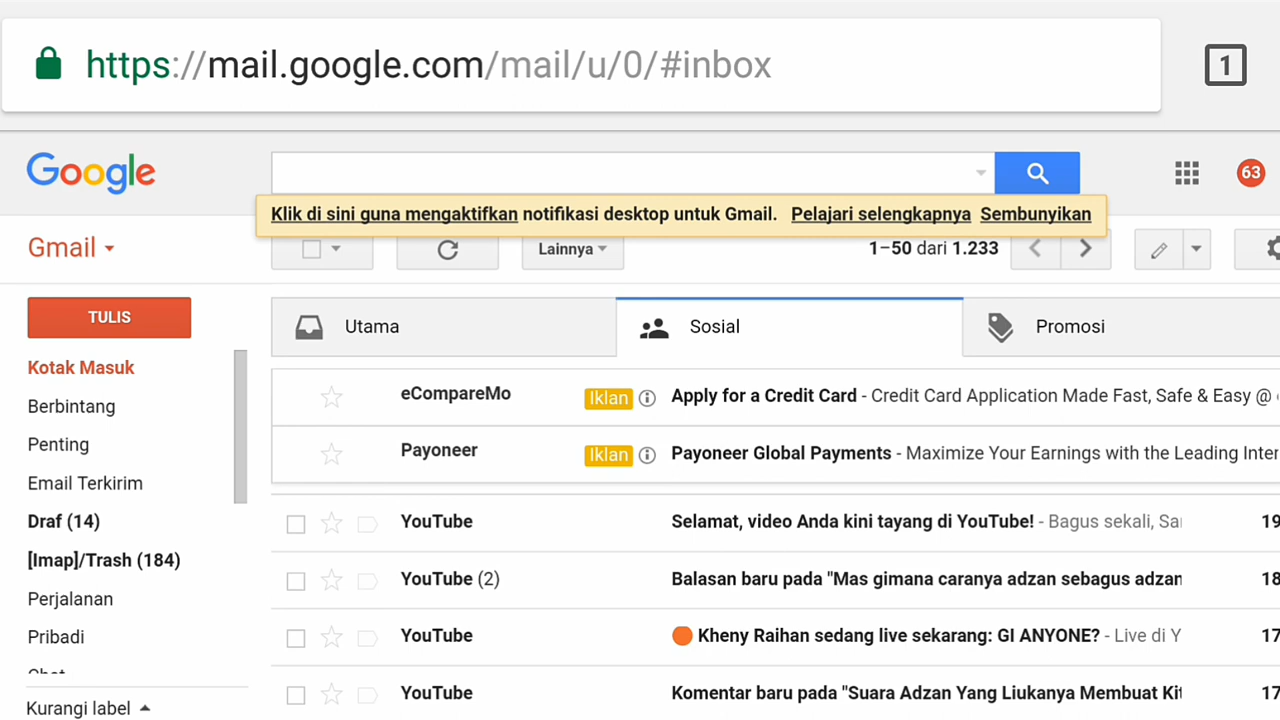 https://mail.google.com/mail/u/0/#inbox
1
Google
63
Klik di sini guna mengaktifkan notifikasi desktop untuk Gmail. Pelajari selengkapnya Sembunyikan
Gmail
Lainnya
1–50 dari 1.233
TULIS
Utama
Sosial
Promosi
Kotak Masuk
Berbintang
Penting
Email Terkirim
Draf (14)
[Imap]/Trash (184)
Perjalanan
Pribadi
Kurangi label
eCompareMo Iklan Apply for a Credit Card - Credit Card Application Made Fast, Safe & Easy @
Payoneer Iklan Payoneer Global Payments - Maximize Your Earnings with the Leading
YouTube Selamat, video Anda kini tayang di YouTube! - Bagus sekali, 19
YouTube (2) Balasan baru pada "Mas gimana caranya adzan sebagus adzan 18
YouTube Kheny Raihan sedang live sekarang: GI ANYONE? - Live di Y 17
YouTube Komentar baru pada "Suara Adzan Yang Liukanya Membuat 17